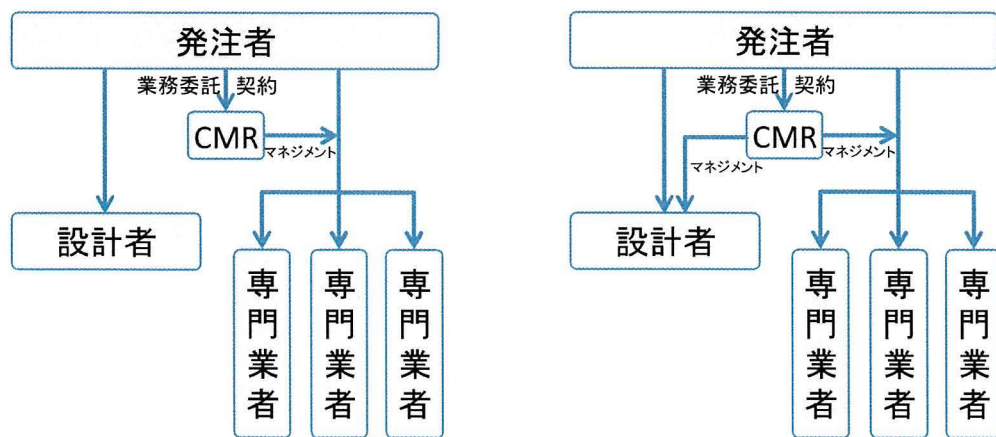 発注者
業務委託 契約
CMR
マネジメント
設計者
専門業者
専門業者
専門業者
発注者
業務委託 契約
CMR
マネジメント
マネジメント
設計者
専門業者
専門業者
専門業者